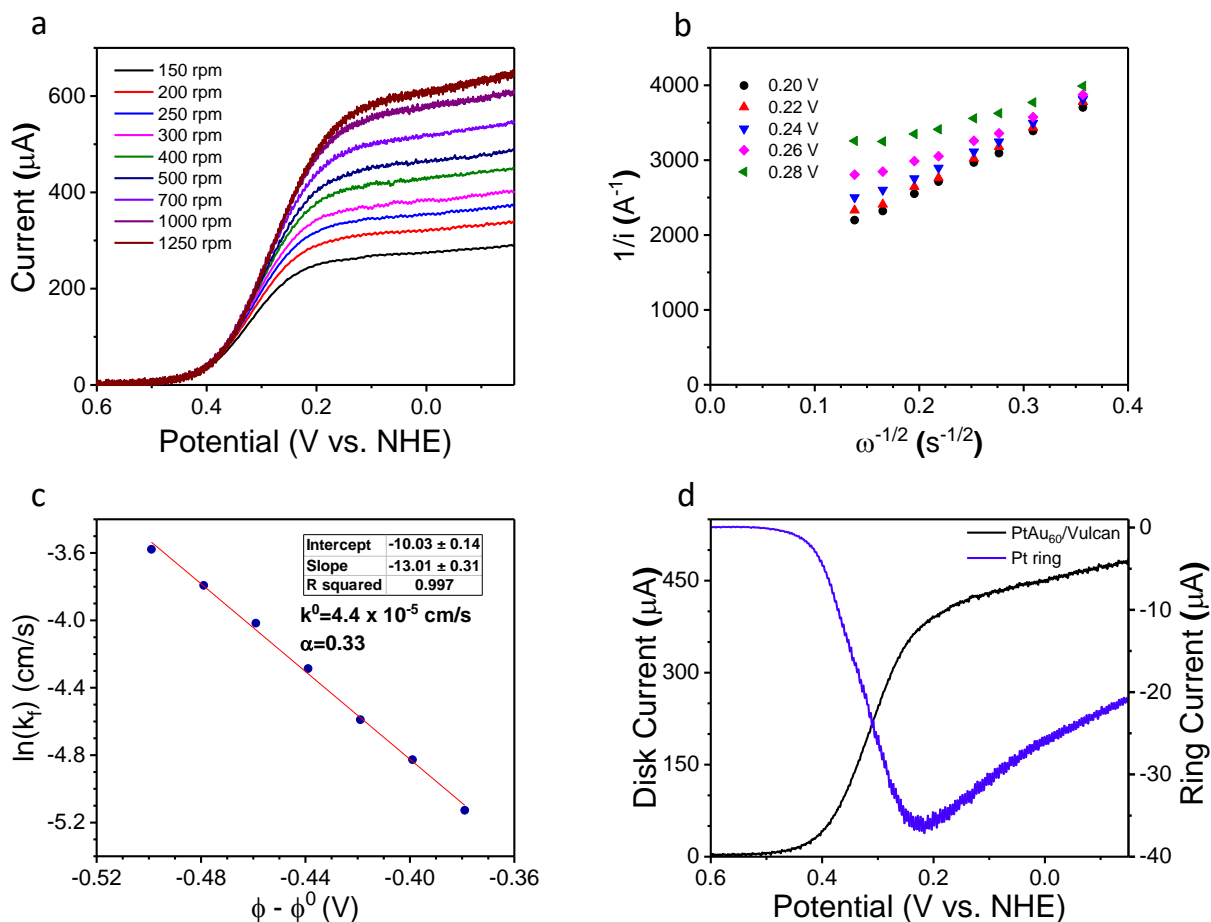 a
150 rpm
200 rpm
250 rpm
300 rpm
400 rpm
500 rpm
700 rpm
1000 rpm
1250 rpm
600
400
200
0
0.6 0.4 0.2 0.0
Current (μA)
Potential (V vs. NHE)
b
0.20 V
0.22 V
0.24 V
0.26 V
0.28 V
4000
3000
2000
1000
0
0.0 0.1 0.2 0.3 0.4
1/i (A⁻¹)
ω⁻¹/² (s⁻¹/²)
c
Intercept -10.03 ± 0.14
Slope -13.01 ± 0.31
R squared 0.997
k⁰=4.4 x 10⁻⁵ cm/s
α=0.33
-3.6
-4.0
-4.4
-4.8
-5.2
-0.52 -0.48 -0.44 -0.40 -0.36
ln(k_f) (cm/s)
ϕ - ϕ⁰ (V)
d
PtAu₆₀/Vulcan
Pt ring
450
300
150
0
0
-10
-20
-30
-40
0.6 0.4 0.2 0.0
Disk Current (μA)
Ring Current (μA)
Potential (V vs. NHE)